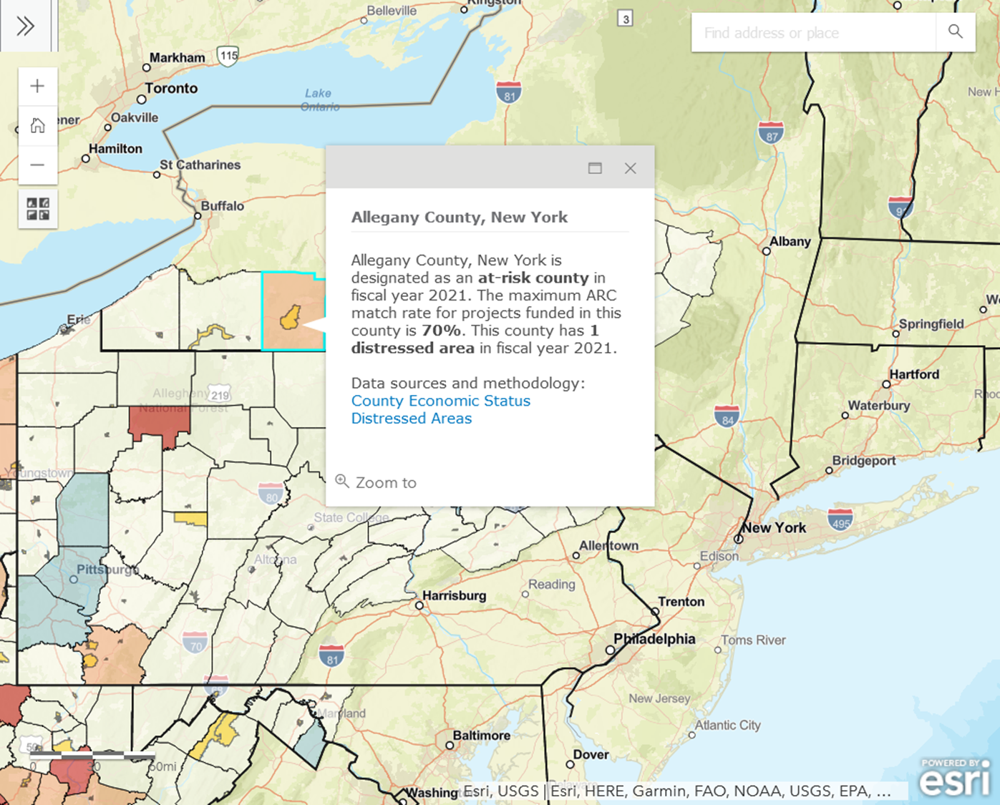 Belleville
Kingston
3
Find address or place
Markham
115
Toronto
Lake
Ontario
81
Oakville
ener
New H
87
Hamilton
St Catharines
Buffalo
Allegany County, New York
Albany
Allegany County, New York is
designated as an at-risk county in
fiscal year 2021. The maximum ARC
match rate for projects funded in this
county is 70%. This county has 1
distressed area in fiscal year 2021.
Erie
Springfield
Data sources and methodology:
County Economic Status
Distressed Areas
Hartford
Waterbury
Rho
Allegheny
National Forest
219
84
Bridgeport
Youngstown
Zoom to
80
State College
495
New York
Allentown
Edison
Altoona
Pittsburgh
Harrisburg
Reading
Trenton
Philadelphia
Toms River
70
81
New Jersey
Maryland
Atlantic City
Baltimore
50
Dover
0 30 60mi
POWERED BY
esri
Washington
Esri, USGS | Esri, HERE, Garmin, FAO, NOAA, USGS, EPA, ...